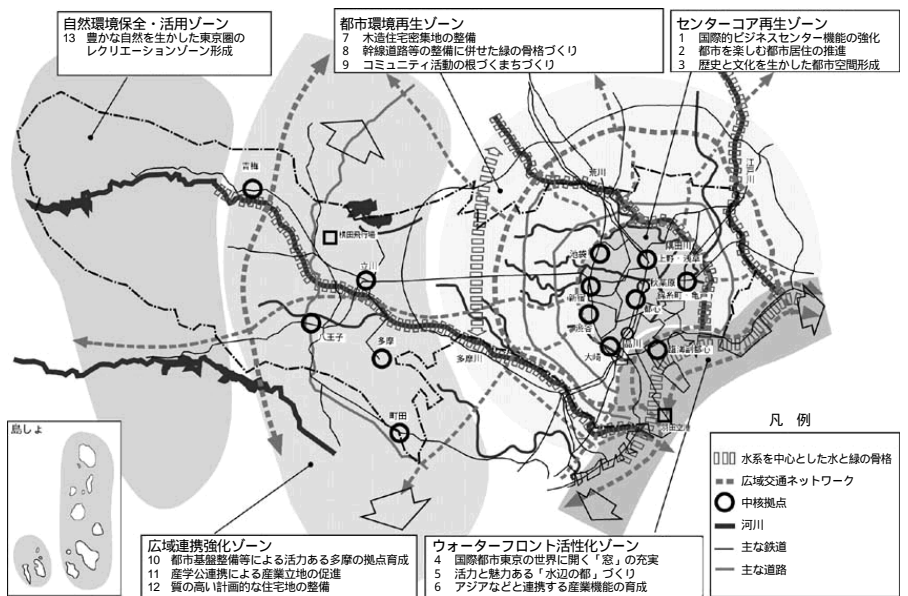 自然環境保全・活用ゾーン
13 豊かな自然を生かした東京圏の
レクリエーションゾーン形成
都市環境再生ゾーン
7 木造住宅密集地の整備
8 幹線道路等の整備に併せた緑の骨格づくり
9 コミュニティ活動の根づくまちづくり
センターコア再生ゾーン
1 国際的ビジネスセンター機能の強化
2 都市を楽しむ都市居住の推進
3 歴史と文化を生かした都市空間形成
青梅
横田飛行場
立川
八王子
多摩
町田
多摩川
荒川
江戸川
隅田川
池袋
上野・浅草
秋葉原
新宿
錦糸町・亀戸
都心
渋谷
大崎
品川
臨海副都心
羽田空港
島しょ
凡 例
水系を中心とした水と緑の骨格
広域交通ネットワーク
中核拠点
河川
主な鉄道
主な道路
広域連携強化ゾーン
10 都市基盤整備等による活力ある多摩の拠点育成
11 産学公連携による産業立地の促進
12 質の高い計画的な住宅地の整備
ウォーターフロント活性化ゾーン
4 国際都市東京の世界に開く「窓」の充実
5 活力と魅力ある「水辺の都」づくり
6 アジアなどと連携する産業機能の育成